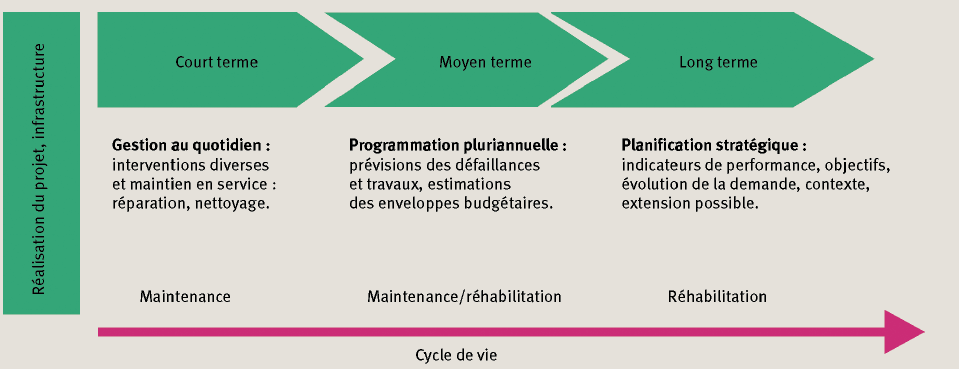 Réalisation du projet, infrastructure
Court terme
Moyen terme
Long terme
Gestion au quotidien :
interventions diverses
et maintien en service :
réparation, nettoyage.
Programmation pluriannuelle :
prévisions des défaillances
et travaux, estimations
des enveloppes budgétaires.
Planification stratégique :
indicateurs de performance, objectifs,
évolution de la demande, contexte,
extension possible.
Maintenance
Maintenance/réhabilitation
Réhabilitation
Cycle de vie